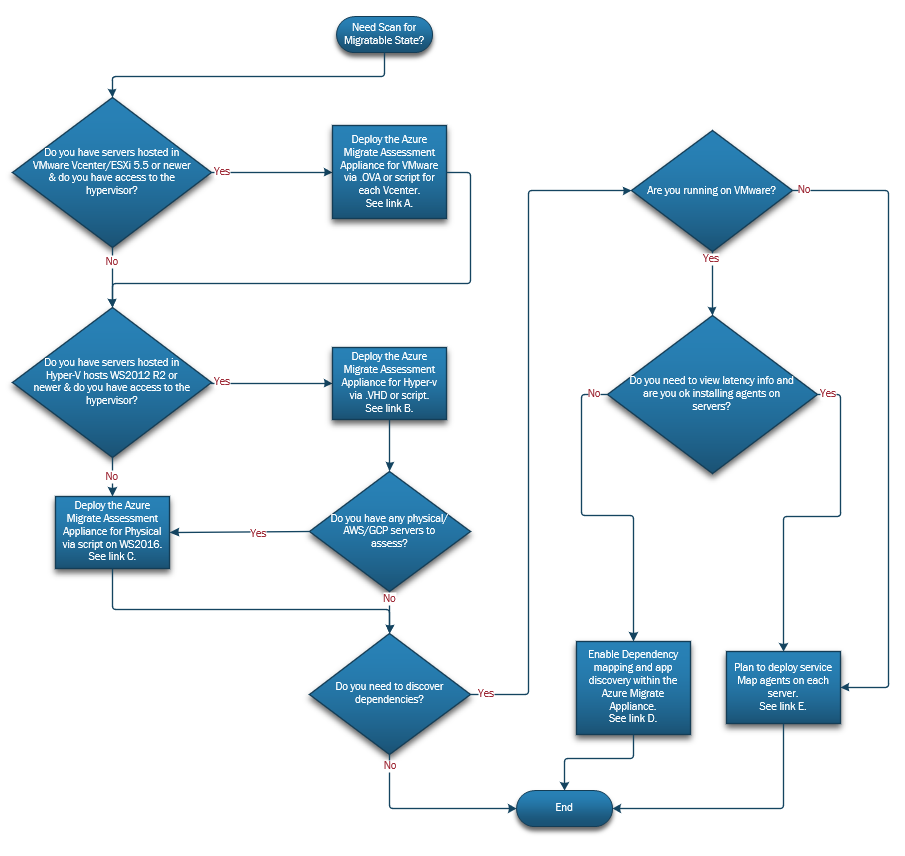 Need Scan for
Migratable State?
Do you have servers hosted in
VMware Vcenter/ESXi 5.5 or newer
& do you have access to the
hypervisor?
Yes
Deploy the Azure
Migrate Assessment
Appliance for VMware
via .OVA or script for
each Vcenter.
See link A.
No
Do you have servers hosted in
Hyper-V hosts WS2012 R2 or
newer & do you have access to the
hypervisor?
Yes
Deploy the Azure
Migrate Assessment
Appliance for Hyper-v
via .VHD or script.
See link B.
No
Deploy the Azure
Migrate Assessment
Appliance for Physical
via script on WS2016.
See link C.
Yes
Do you have any physical/
AWS/GCP servers to
assess?
No
Do you need to discover
dependencies?
Yes
No
Are you running on VMware?
No
Yes
Do you need to view latency info and
are you ok installing agents on
servers?
No
Yes
Enable Dependency
mapping and app
discovery within the
Azure Migrate
Appliance.
See link D.
Plan to deploy service
Map agents on each
server.
See link E.
End